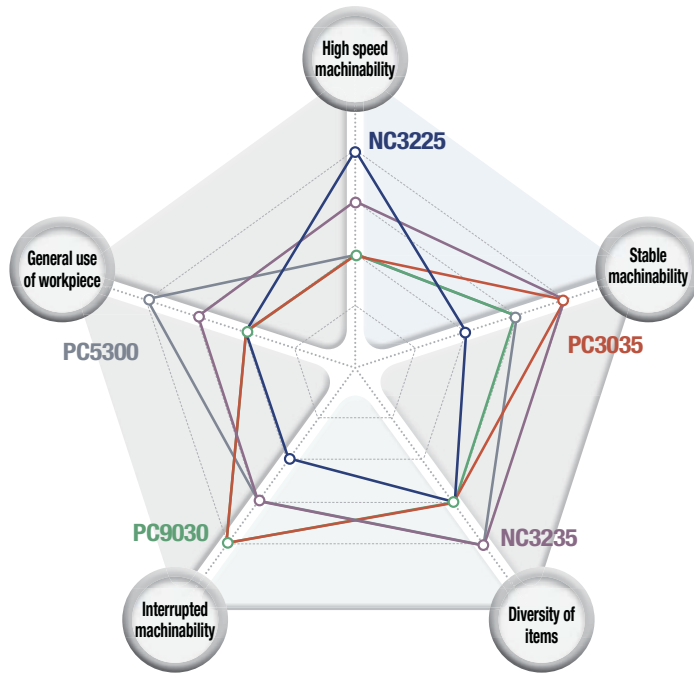 High speed
machinability
NC3225
General use
of workpiece
Stable
machinability
PC5300
PC3035
PC9030
NC3235
Interrupted
machinability
Diversity of
items